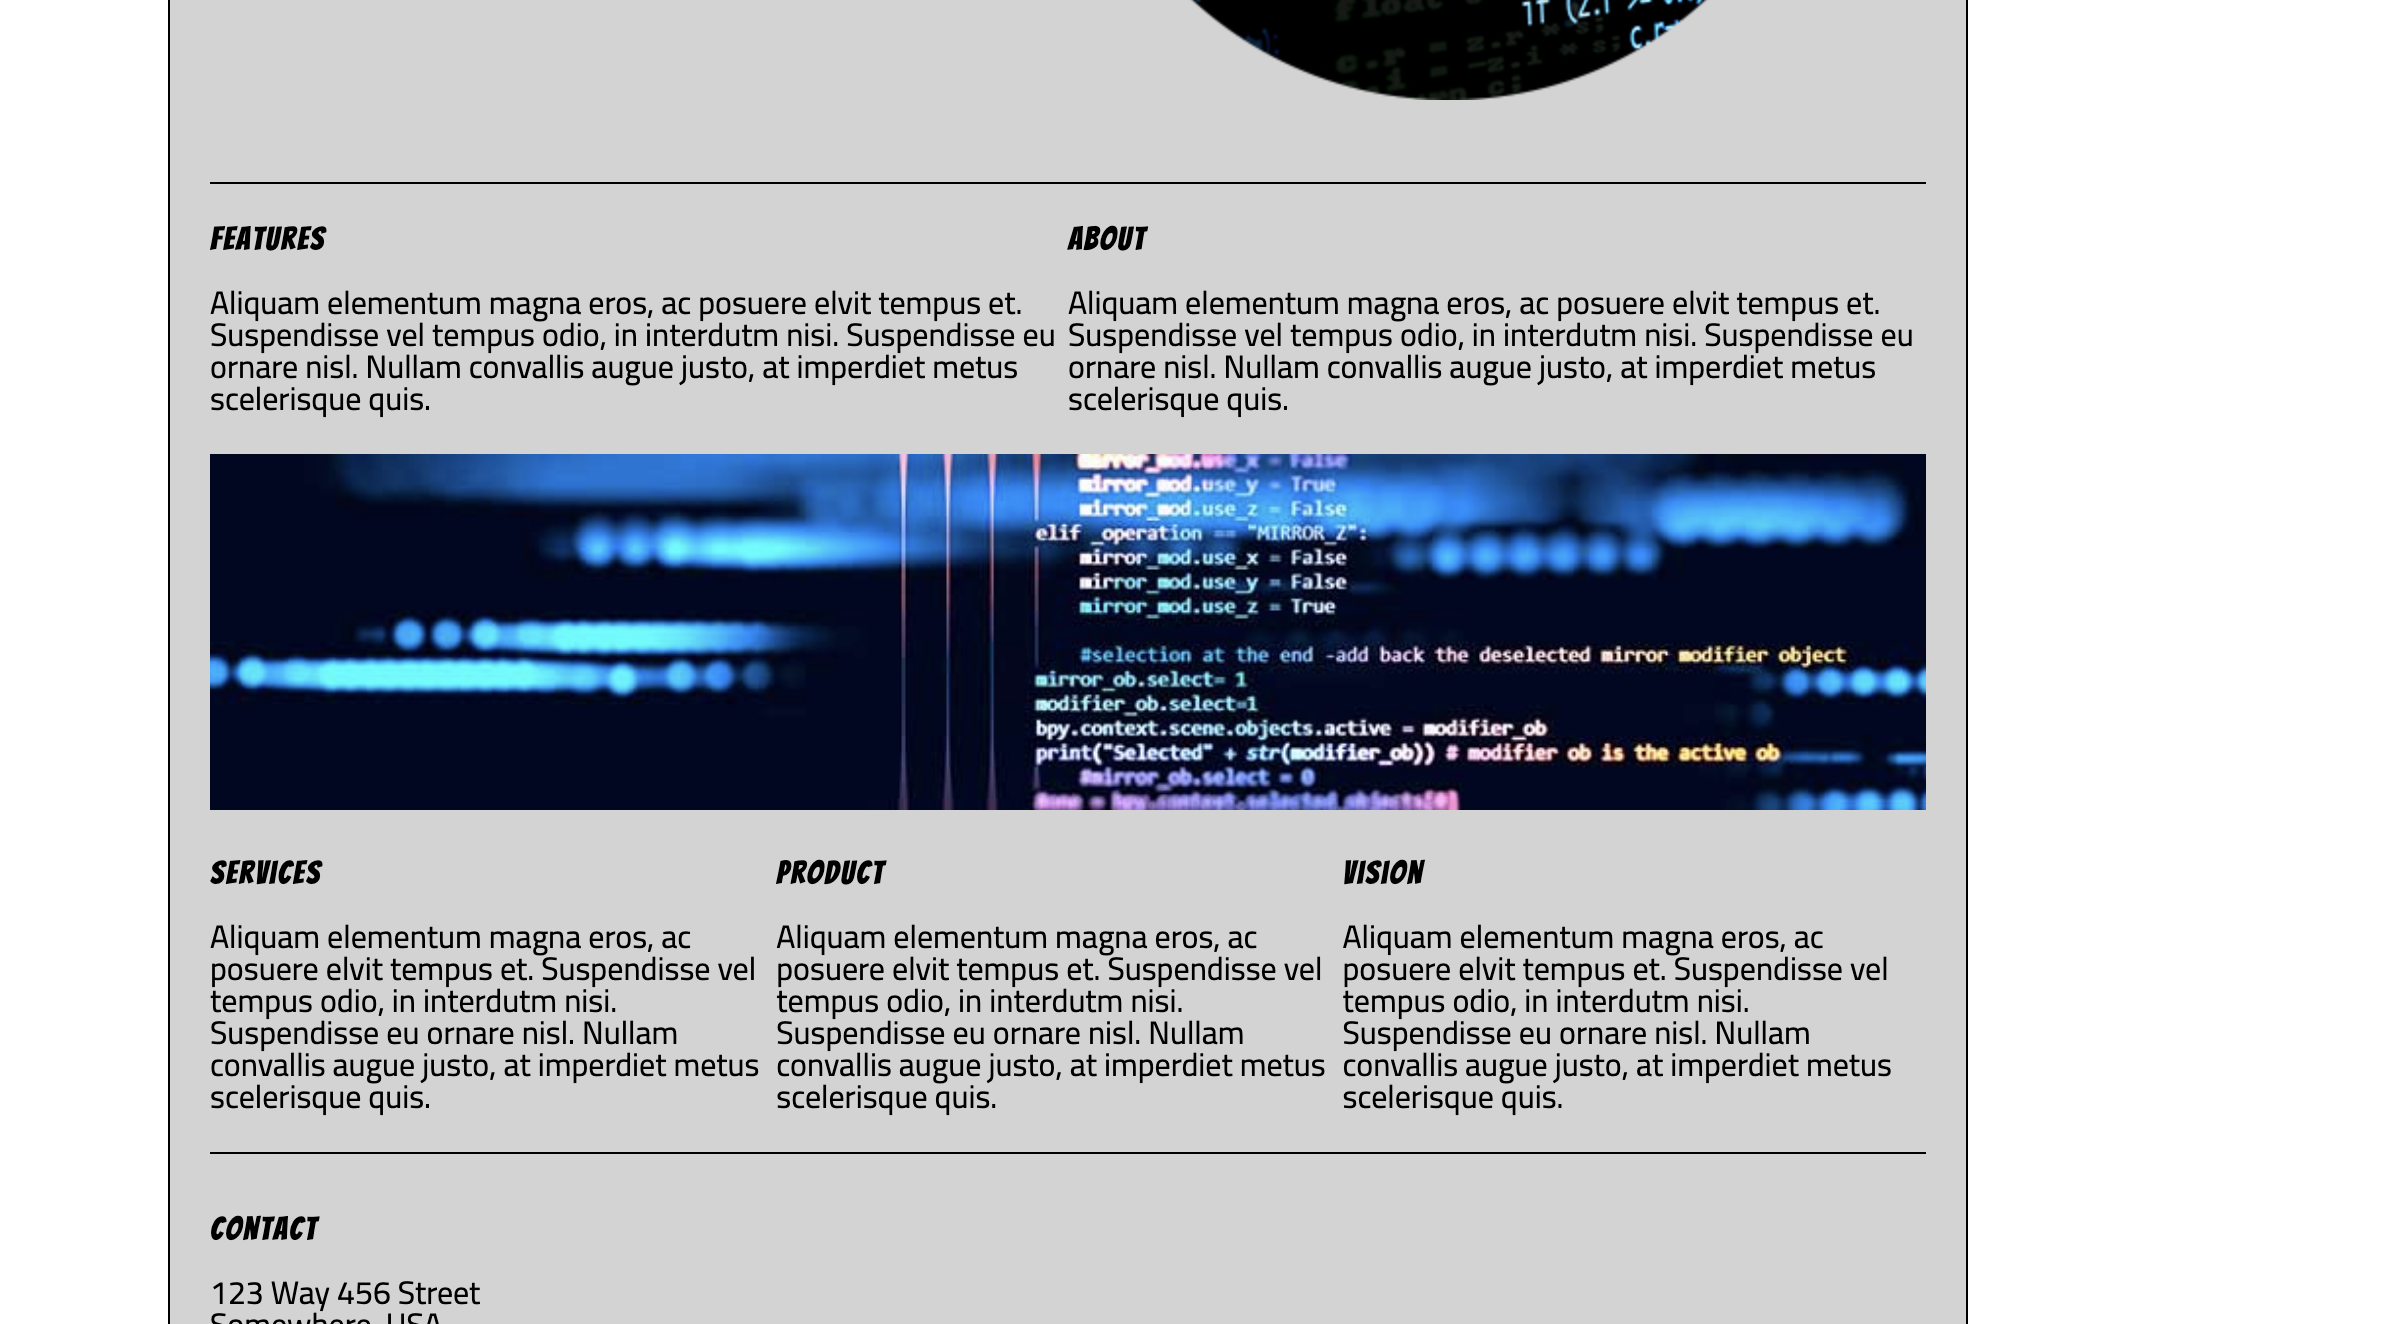 float
if (z.r
c.r = z.r * s;
= -z.i * s;
c;
FEATURES
Aliquam elementum magna eros, ac posuere elvit tempus et.
Suspendisse vel tempus odio, in interdutm nisi. Suspendisse eu
ornare nisl. Nullam convallis augue justo, at imperdiet metus
scelerisque quis.
ABOUT
Aliquam elementum magna eros, ac posuere elvit tempus et.
Suspendisse vel tempus odio, in interdutm nisi. Suspendisse eu
ornare nisl. Nullam convallis augue justo, at imperdiet metus
scelerisque quis.
mirror_mod.use_x = False
mirror_mod.use_y = True
mirror_mod.use_z = False
elif _operation == "MIRROR_Z":
mirror_mod.use_x = False
mirror_mod.use_y = False
mirror_mod.use_z = True
#selection at the end -add back the deselected mirror modifier object
mirror_ob.select= 1
modifier_ob.select=1
bpy.context.scene.objects.active = modifier_ob
print("Selected" + str(modifier_ob)) # modifier ob is the active ob
#mirror_ob.select = 0
= bpy.context.selected_objects[0]
SERVICES
Aliquam elementum magna eros, ac
posuere elvit tempus et. Suspendisse vel
tempus odio, in interdutm nisi.
Suspendisse eu ornare nisl. Nullam
convallis augue justo, at imperdiet metus
scelerisque quis.
PRODUCT
Aliquam elementum magna eros, ac
posuere elvit tempus et. Suspendisse vel
tempus odio, in interdutm nisi.
Suspendisse eu ornare nisl. Nullam
convallis augue justo, at imperdiet metus
scelerisque quis.
VISION
Aliquam elementum magna eros, ac
posuere elvit tempus et. Suspendisse vel
tempus odio, in interdutm nisi.
Suspendisse eu ornare nisl. Nullam
convallis augue justo, at imperdiet metus
scelerisque quis.
CONTACT
123 Way 456 Street
Somewhere, USA